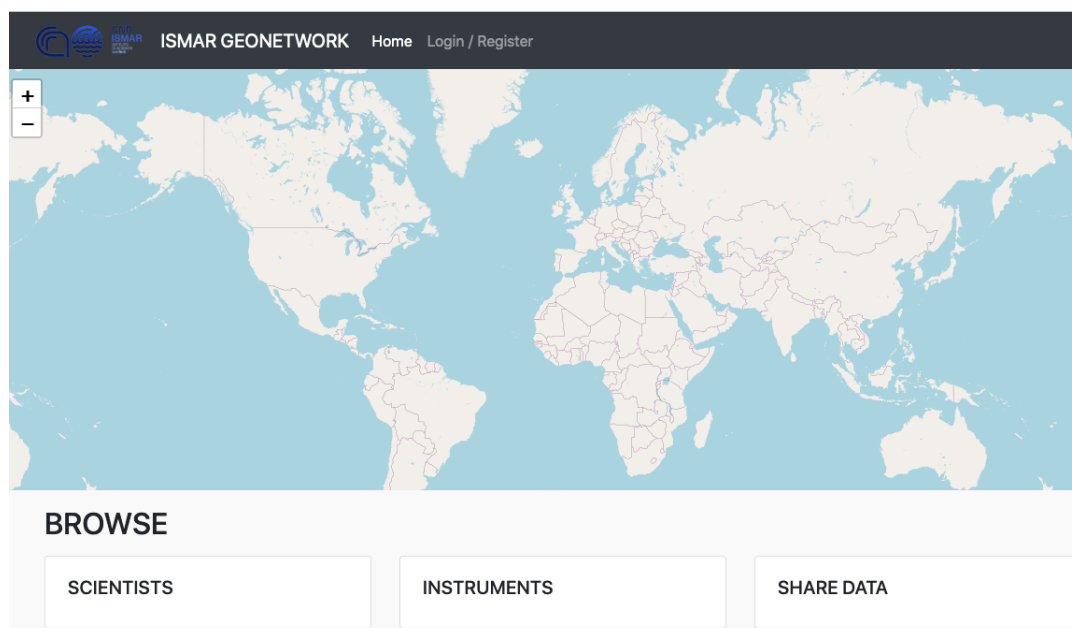 ISMAR
ISMAR GEONETWORK Home Login / Register
+
−
BROWSE
SCIENTISTS INSTRUMENTS SHARE DATA